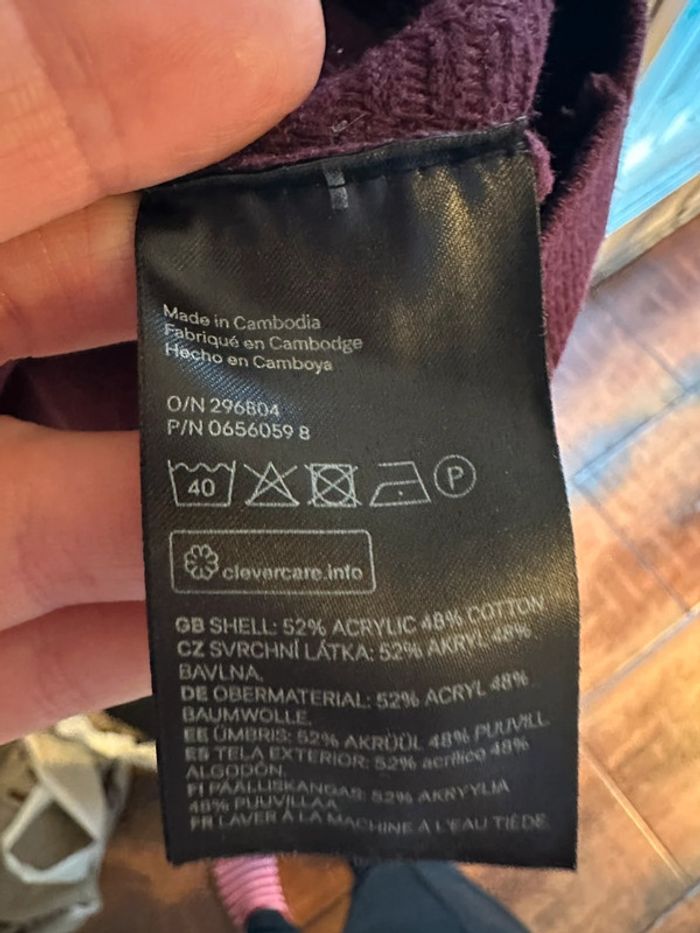 Made in Cambodia
Fabriqué en Cambodge
Hecho en Camboya
O/N 296804
P/N 0656059 8
40 P
clevercare.info
GB SHELL: 52% ACRYLIC 48% COTTON
CZ SVRCHNÍ LÁTKA: 52% AKRYL 48%
BAVLNA.
DE OBERMATERIAL: 52% ACRYL 48%
BAUMWOLLE.
EE ÜMBRIS: 52% AKRÜÜL 48% PUUVILL
ES TELA EXTERIOR: 52% acrílico 48%
ALGODÓN.
FI PÄÄLLISKANGAS: 52% AKRYYLIA
48% PUUVILLAA
FR LAVER À LA MACHINE À L'EAU TIÈDE.